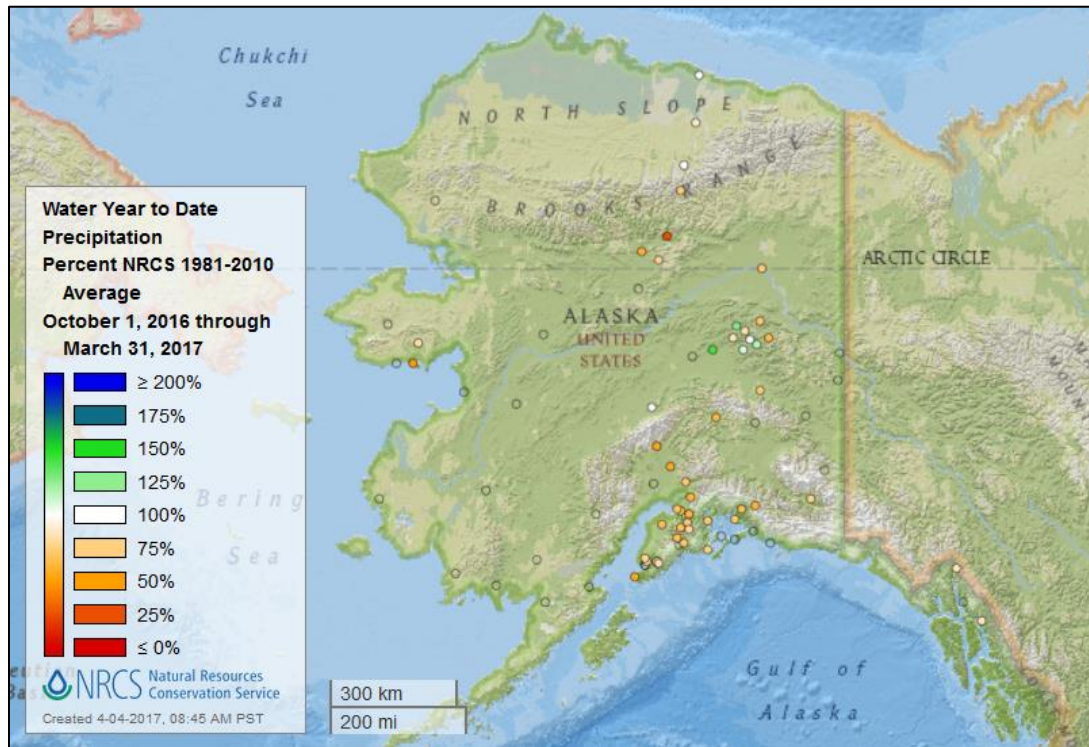 Chukchi
Sea
NORTH SLOPE
BROOKS RANGE
ARCTIC CIRCLE
ALASKA
UNITED
STATES
Bering
Sea
Gulf of
Alaska
Water Year to Date
Precipitation
Percent NRCS 1981-2010
Average
October 1, 2016 through
March 31, 2017
≥ 200%
175%
150%
125%
100%
75%
50%
25%
≤ 0%
NRCS Natural Resources
Conservation Service
Created 4-04-2017, 08:45 AM PST
300 km
200 mi